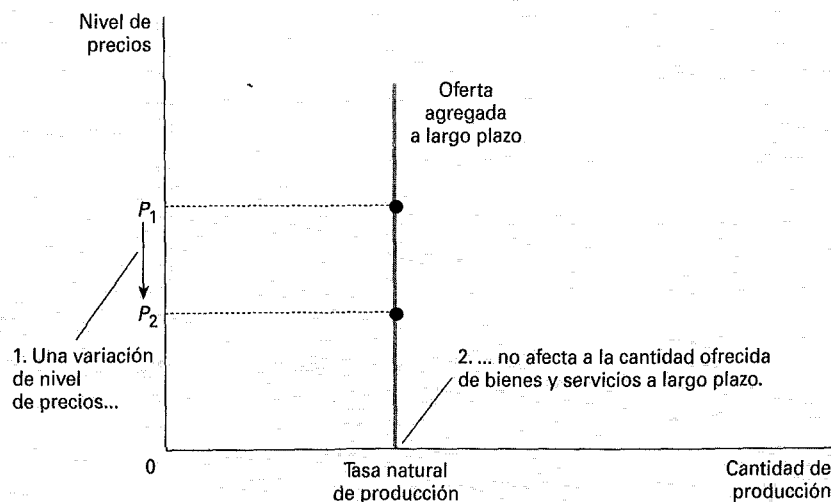 Nivel de
precios
Oferta
agregada
a largo plazo
P1
P2
1. Una variación
de nivel
de precios...
2. ... no afecta a la cantidad ofrecida
de bienes y servicios a largo plazo.
0
Tasa natural
de producción
Cantidad de
producción